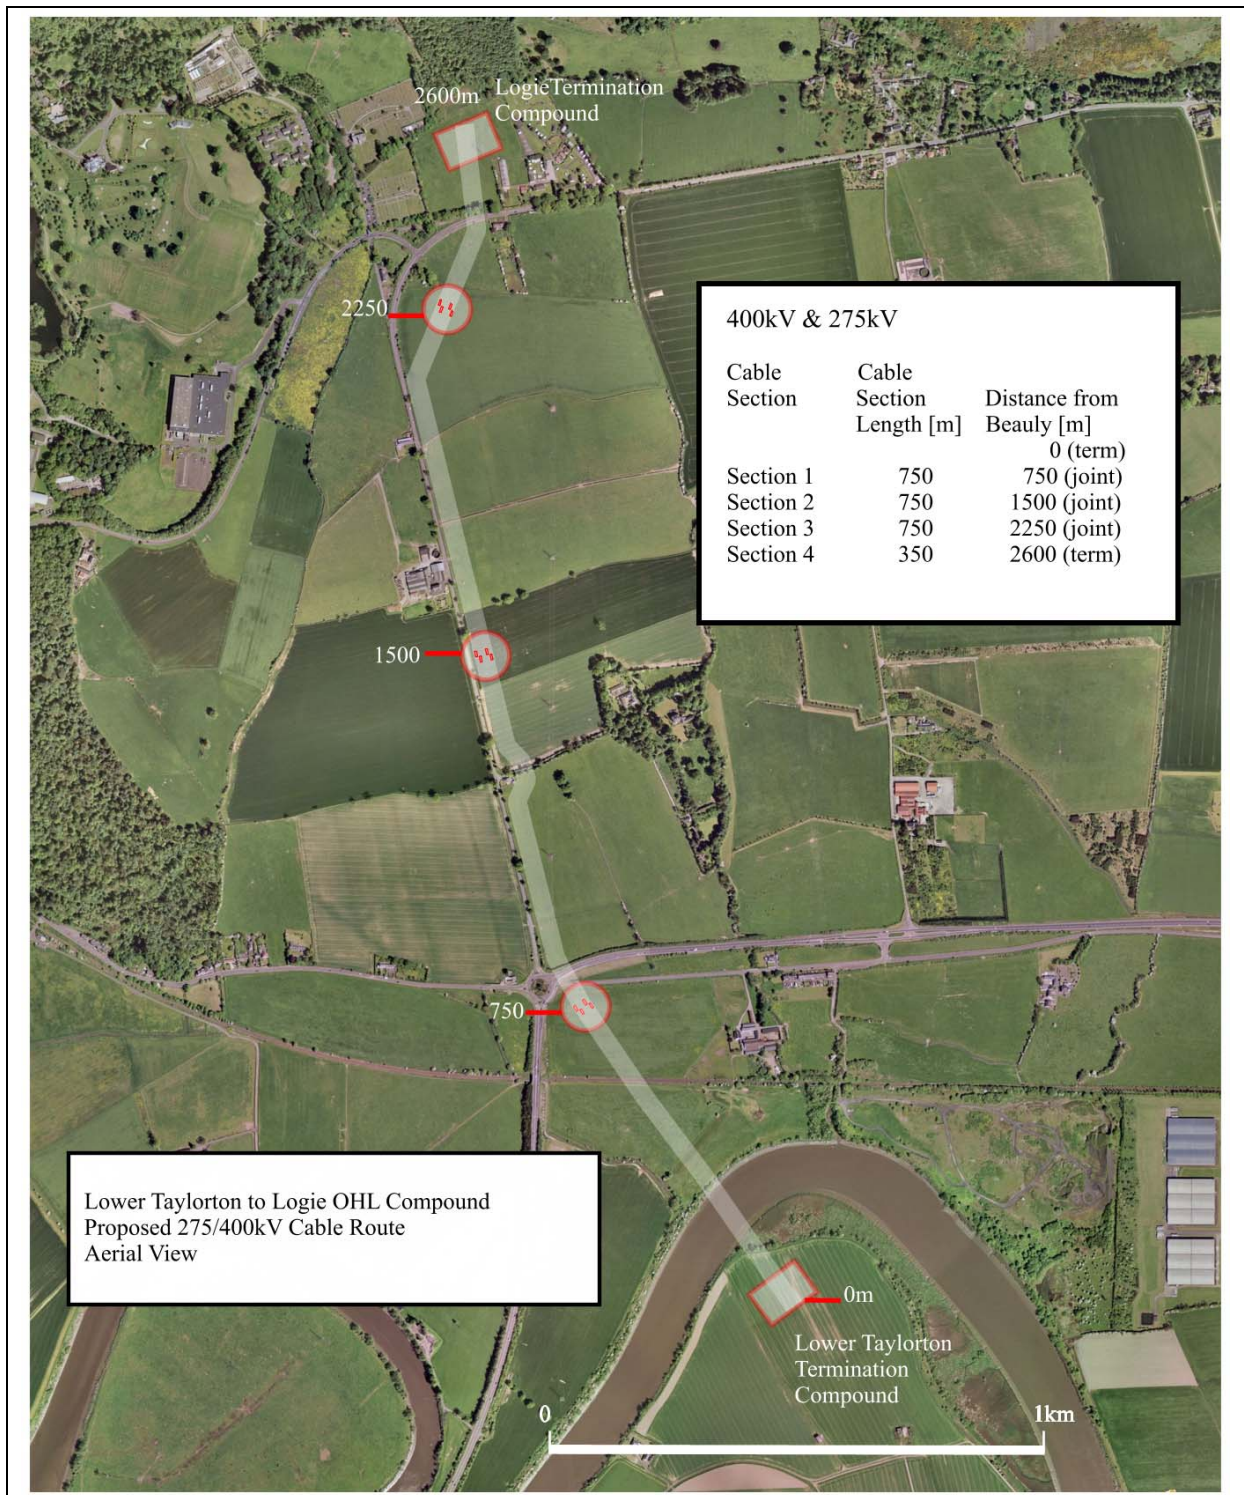 2600m
LogieTermination
Compound
2250
400kV & 275kV
Cable Section
Cable Section Length [m]
Distance from Beauly [m]
0 (term)
Section 1 750 750 (joint)
Section 2 750 1500 (joint)
Section 3 750 2250 (joint)
Section 4 350 2600 (term)
1500
750
Lower Taylorton to Logie OHL Compound
Proposed 275/400kV Cable Route
Aerial View
0m
Lower Taylorton
Termination
Compound
0 1km